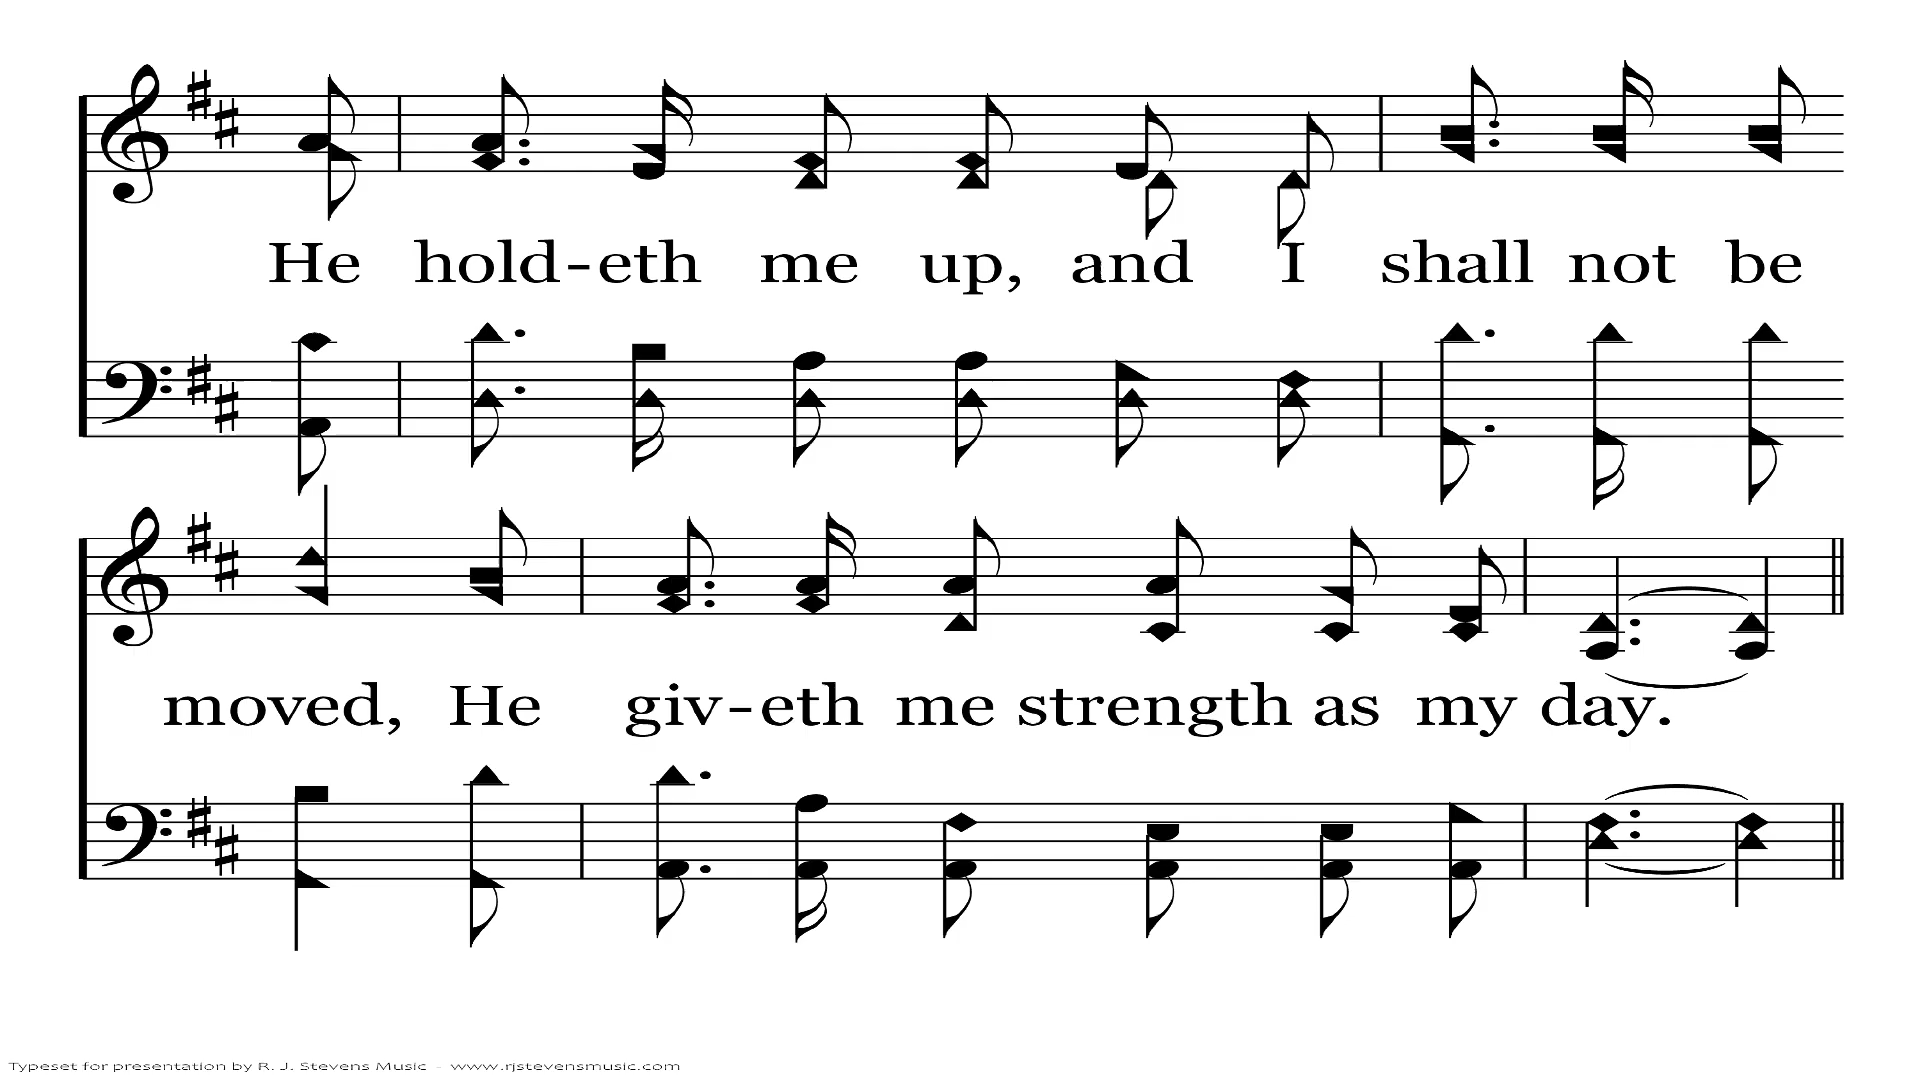 He hold-eth me up, and I shall not be
moved, He giv-eth me strength as my day.
Typeset for presentation by R. J. Stevens Music - www.rjstevensmusic.com